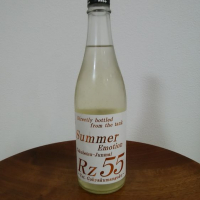 Directly bottled
from the tank.
Summer
Emotion
Junmai
Rz55